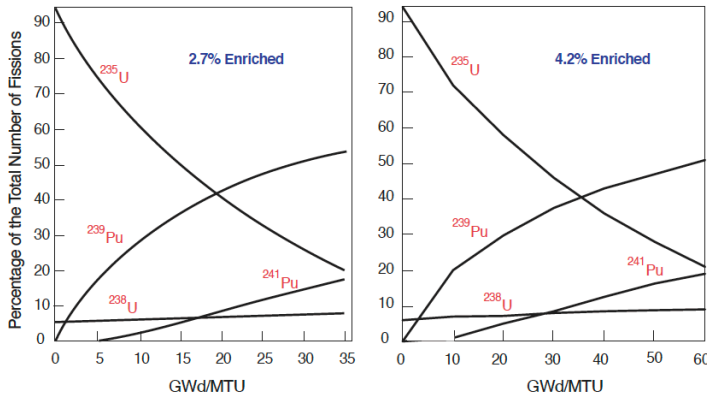 Percentage of the Total Number of Fissions
90
80
70
60
50
40
30
20
10
0
2.7% Enriched
235U
239Pu
241Pu
238U
0 5 10 15 20 25 30 35
GWd/MTU
90
80
70
60
50
40
30
20
10
0
4.2% Enriched
235U
239Pu
241Pu
238U
0 10 20 30 40 50 60
GWd/MTU